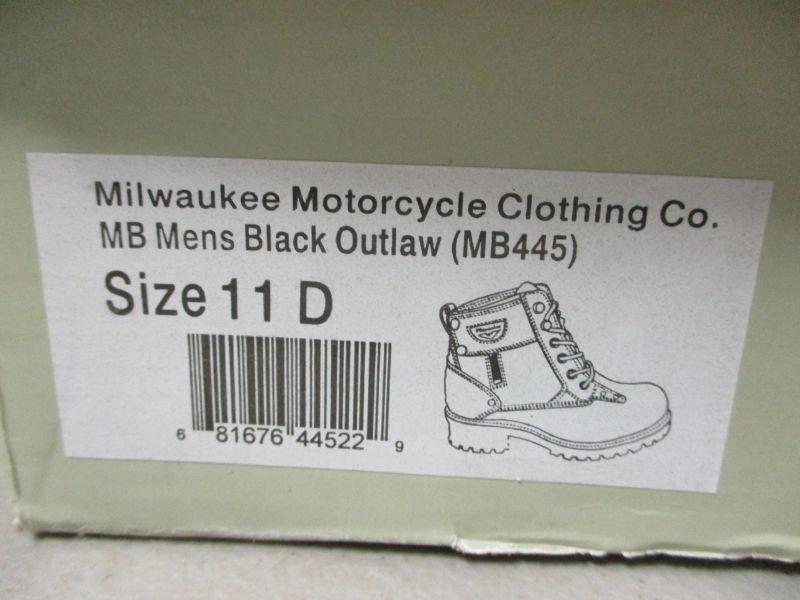 Milwaukee Motorcycle Clothing Co.
MB Mens Black Outlaw (MB445)
Size 11 D
6 81676 44522 9